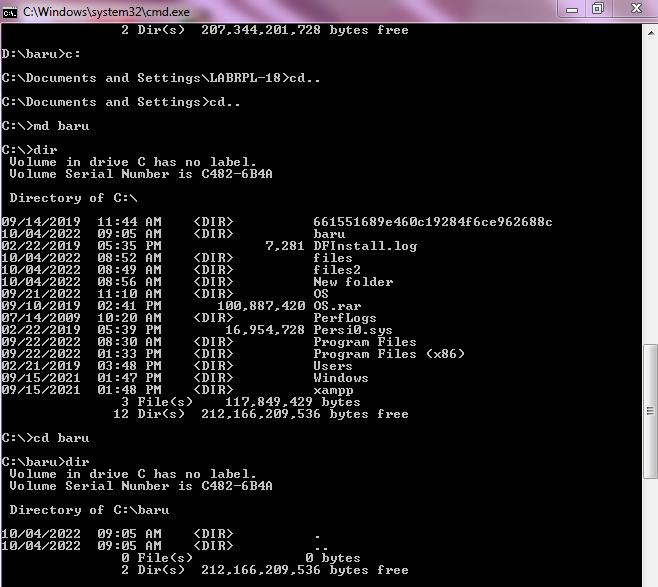 C:\Windows\system32\cmd.exe
2 Dir(s)  207,344,201,728 bytes free
D:\baru>c:
C:\Documents and Settings\LABRPL-18>cd..
C:\Documents and Settings>cd..
C:\>md baru
C:\>dir
Volume in drive C has no label.
Volume Serial Number is C482-6B4A
Directory of C:\
09/14/2019  11:44 AM    <DIR>          661551689e460c19284f6ce962688c
10/04/2022  09:05 AM    <DIR>          baru
02/22/2019  05:35 PM             7,281 DFInstall.log
10/04/2022  08:52 AM    <DIR>          files
10/04/2022  08:49 AM    <DIR>          files2
10/04/2022  08:56 AM    <DIR>          New folder
09/21/2022  11:10 AM    <DIR>          OS
09/10/2019  02:41 PM       100,887,420 OS.rar
07/14/2009  10:20 AM    <DIR>          PerfLogs
02/22/2019  05:39 PM        16,954,728 Persi0.sys
09/22/2022  08:30 AM    <DIR>          Program Files
09/22/2022  01:33 PM    <DIR>          Program Files (x86)
02/21/2019  03:48 PM    <DIR>          Users
09/15/2021  01:47 PM    <DIR>          Windows
09/15/2021  01:48 PM    <DIR>          xampp
3 File(s)    117,849,429 bytes
12 Dir(s)  212,166,209,536 bytes free
C:\>cd baru
C:\baru>dir
Volume in drive C has no label.
Volume Serial Number is C482-6B4A
Directory of C:\baru
10/04/2022  09:05 AM    <DIR>          .
10/04/2022  09:05 AM    <DIR>          ..
0 File(s)              0 bytes
2 Dir(s)  212,166,209,536 bytes free